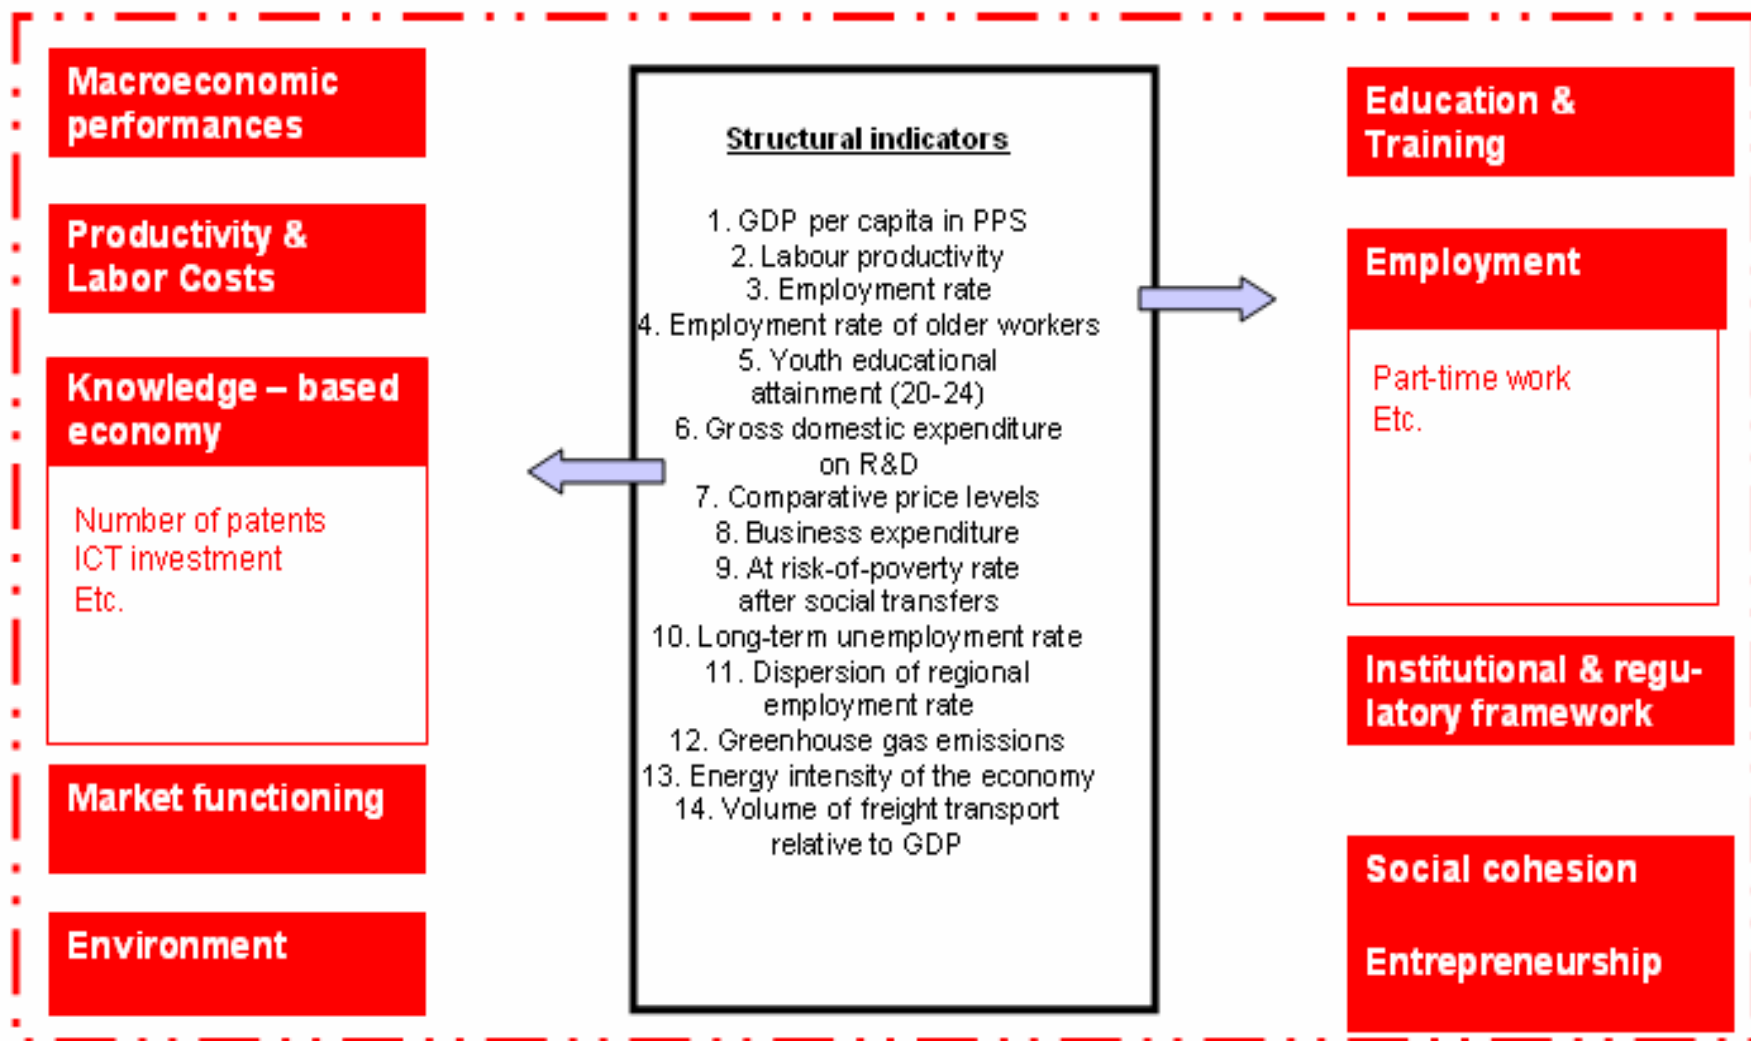 Macroeconomic
performances
Productivity &
Labor Costs
Knowledge – based
economy
Number of patents
ICT investment
Etc.
Market functioning
Environment
Structural indicators
1. GDP per capita in PPS
2. Labour productivity
3. Employment rate
4. Employment rate of older workers
5. Youth educational
attainment (20-24)
6. Gross domestic expenditure
on R&D
7. Comparative price levels
8. Business expenditure
9. At risk-of-poverty rate
after social transfers
10. Long-term unemployment rate
11. Dispersion of regional
employment rate
12. Greenhouse gas emissions
13. Energy intensity of the economy
14. Volume of freight transport
relative to GDP
Education &
Training
Employment
Part-time work
Etc.
Institutional & regu-
latory framework
Social cohesion
Entrepreneurship